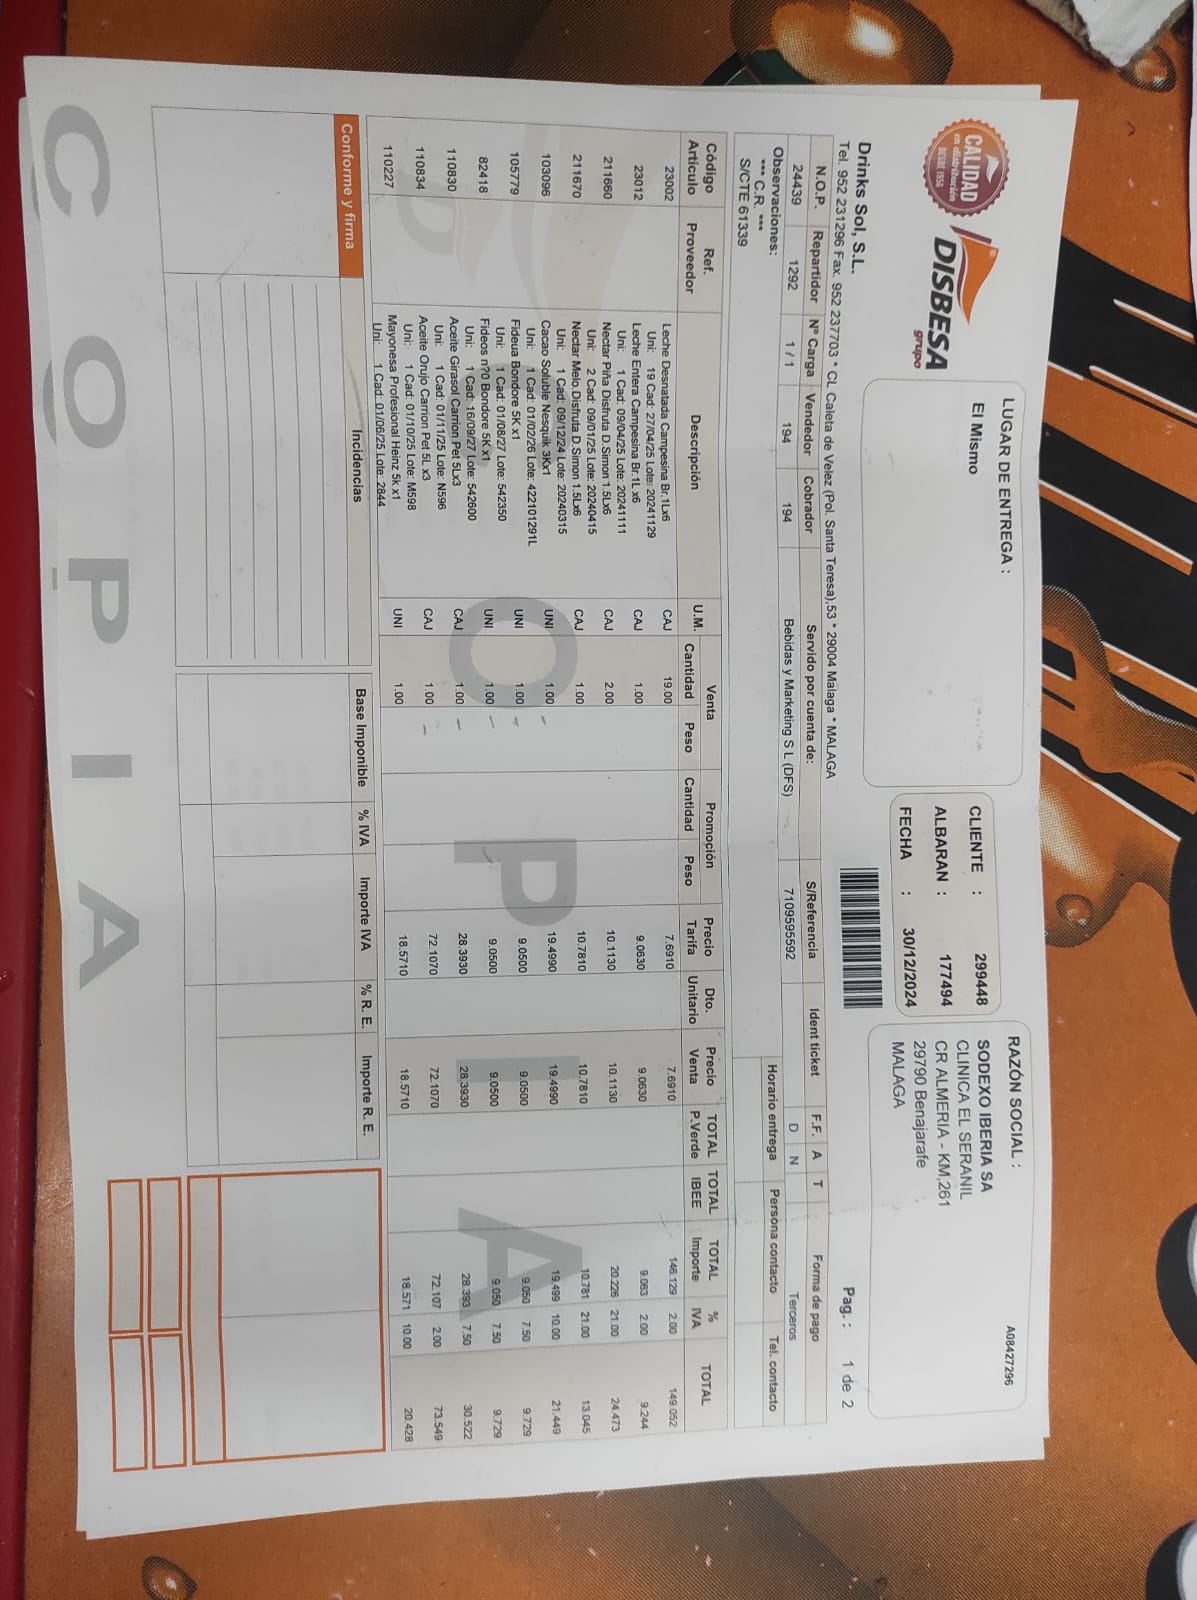 CALIDAD
en distribución
DESDE 1956
DISBESA
grupo
LUGAR DE ENTREGA :
El Mismo
CLIENTE : 299448
ALBARAN : 177494
FECHA : 30/12/2024
RAZÓN SOCIAL : A08427296
SODEXO IBERIA SA
CLINICA EL SERANIL
CR ALMERIA - KM,261
29790 Benajarafe
MALAGA
Drinks Sol, S.L.
Tel. 952 231296 Fax. 952 237703 * CL Caleta de Velez (Pol. Santa Teresa),53 * 29004 Malaga * MALAGA
Pag. : 1 de 2
N.O.P. Repartidor Nº Carga Vendedor Cobrador Servido por cuenta de: S/Referencia Ident ticket F.F. A T Forma de pago
24439 1292 1 / 1 194 194 Bebidas y Marketing S L (DFS) 7109595592 D N Terceros
Observaciones: Horario entrega Persona contacto Tel. contacto
*** C.R. ***
S/CTE 61339
Código Artículo Ref. Proveedor Descripción U.M. Venta Cantidad Peso Promoción Cantidad Peso Precio Tarifa Dto. Unitario Precio Venta TOTAL P.Verde TOTAL IBEE TOTAL Importe % IVA TOTAL
23002 Leche Desnatada Campesina Br.1Lx6 CAJ 19.00 7.6910 7.6910 146.129 2.00 149.052
Uni: 19 Cad: 27/04/25 Lote: 20241129
23012 Leche Entera Campesina Br.1L x6 CAJ 1.00 9.0630 9.0630 9.063 2.00 9.244
Uni: 1 Cad: 09/04/25 Lote: 20241111
211660 Nectar Piña Disfruta D.Simon 1.5Lx6 CAJ 2.00 10.1130 10.1130 20.226 21.00 24.473
Uni: 2 Cad: 09/01/25 Lote: 20240415
211670 Nectar Melo.Disfruta D.Simon 1.5Lx6 CAJ 1.00 10.7810 10.7810 10.781 21.00 13.045
Uni: 1 Cad: 09/12/24 Lote: 20240315
103096 Cacao Soluble Nesquik 3Kx1 UNI 1.00 19.4990 19.4990 19.499 10.00 21.449
Uni: 1 Cad: 01/02/26 Lote: 422101291L
105779 Fideua Bondore 5K x1 UNI 1.00 9.0500 9.0500 9.050 7.50 9.729
Uni: 1 Cad: 01/08/27 Lote: 542350
82418 Fideos n?0 Bondore 5K x1 UNI 1.00 9.0500 9.0500 9.050 7.50 9.729
Uni: 1 Cad: 16/09/27 Lote: 542600
110830 Aceite Girasol Carrion Pet 5Lx3 CAJ 1.00 28.3930 28.3930 28.393 7.50 30.522
Uni: 1 Cad: 01/11/25 Lote: N596
110834 Aceite Orujo Carrion Pet 5L x3 CAJ 1.00 72.1070 72.1070 72.107 2.00 73.549
Uni: 1 Cad: 01/10/25 Lote: M598
110227 Mayonesa Profesional Heinz 5k x1 UNI 1.00 18.5710 18.5710 18.571 10.00 20.428
Uni: 1 Cad: 01/06/25 Lote: 2844
COPIA
Conforme y firma Incidencias Base Imponible % IVA Importe IVA % R. E. Importe R. E.
COPIA